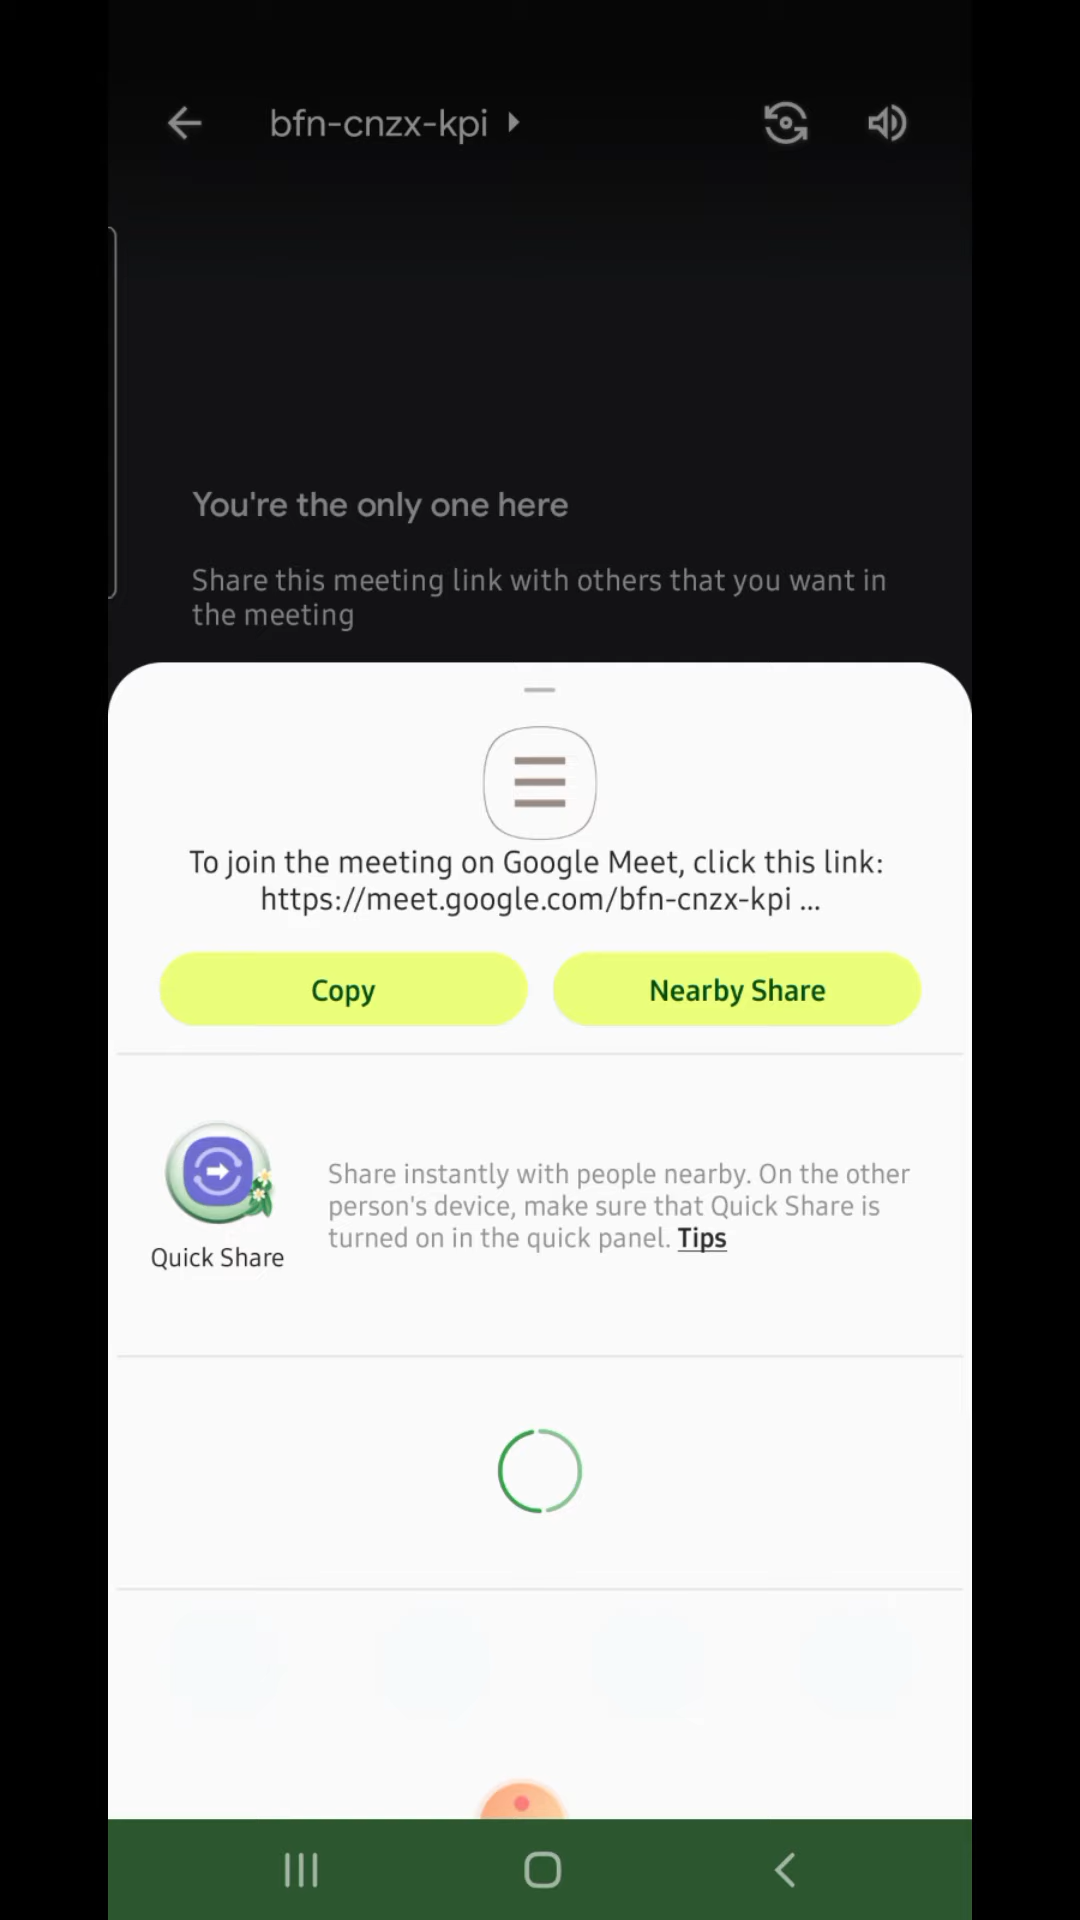 bfn-cnzx-kpi
You're the only one here
Share this meeting link with others that you want in
the meeting
To join the meeting on Google Meet, click this link:
https://meet.google.com/bfn-cnzx-kpi ...
Copy
Nearby Share
Share instantly with people nearby. On the other
person's device, make sure that Quick Share is
turned on in the quick panel. Tips
Quick Share